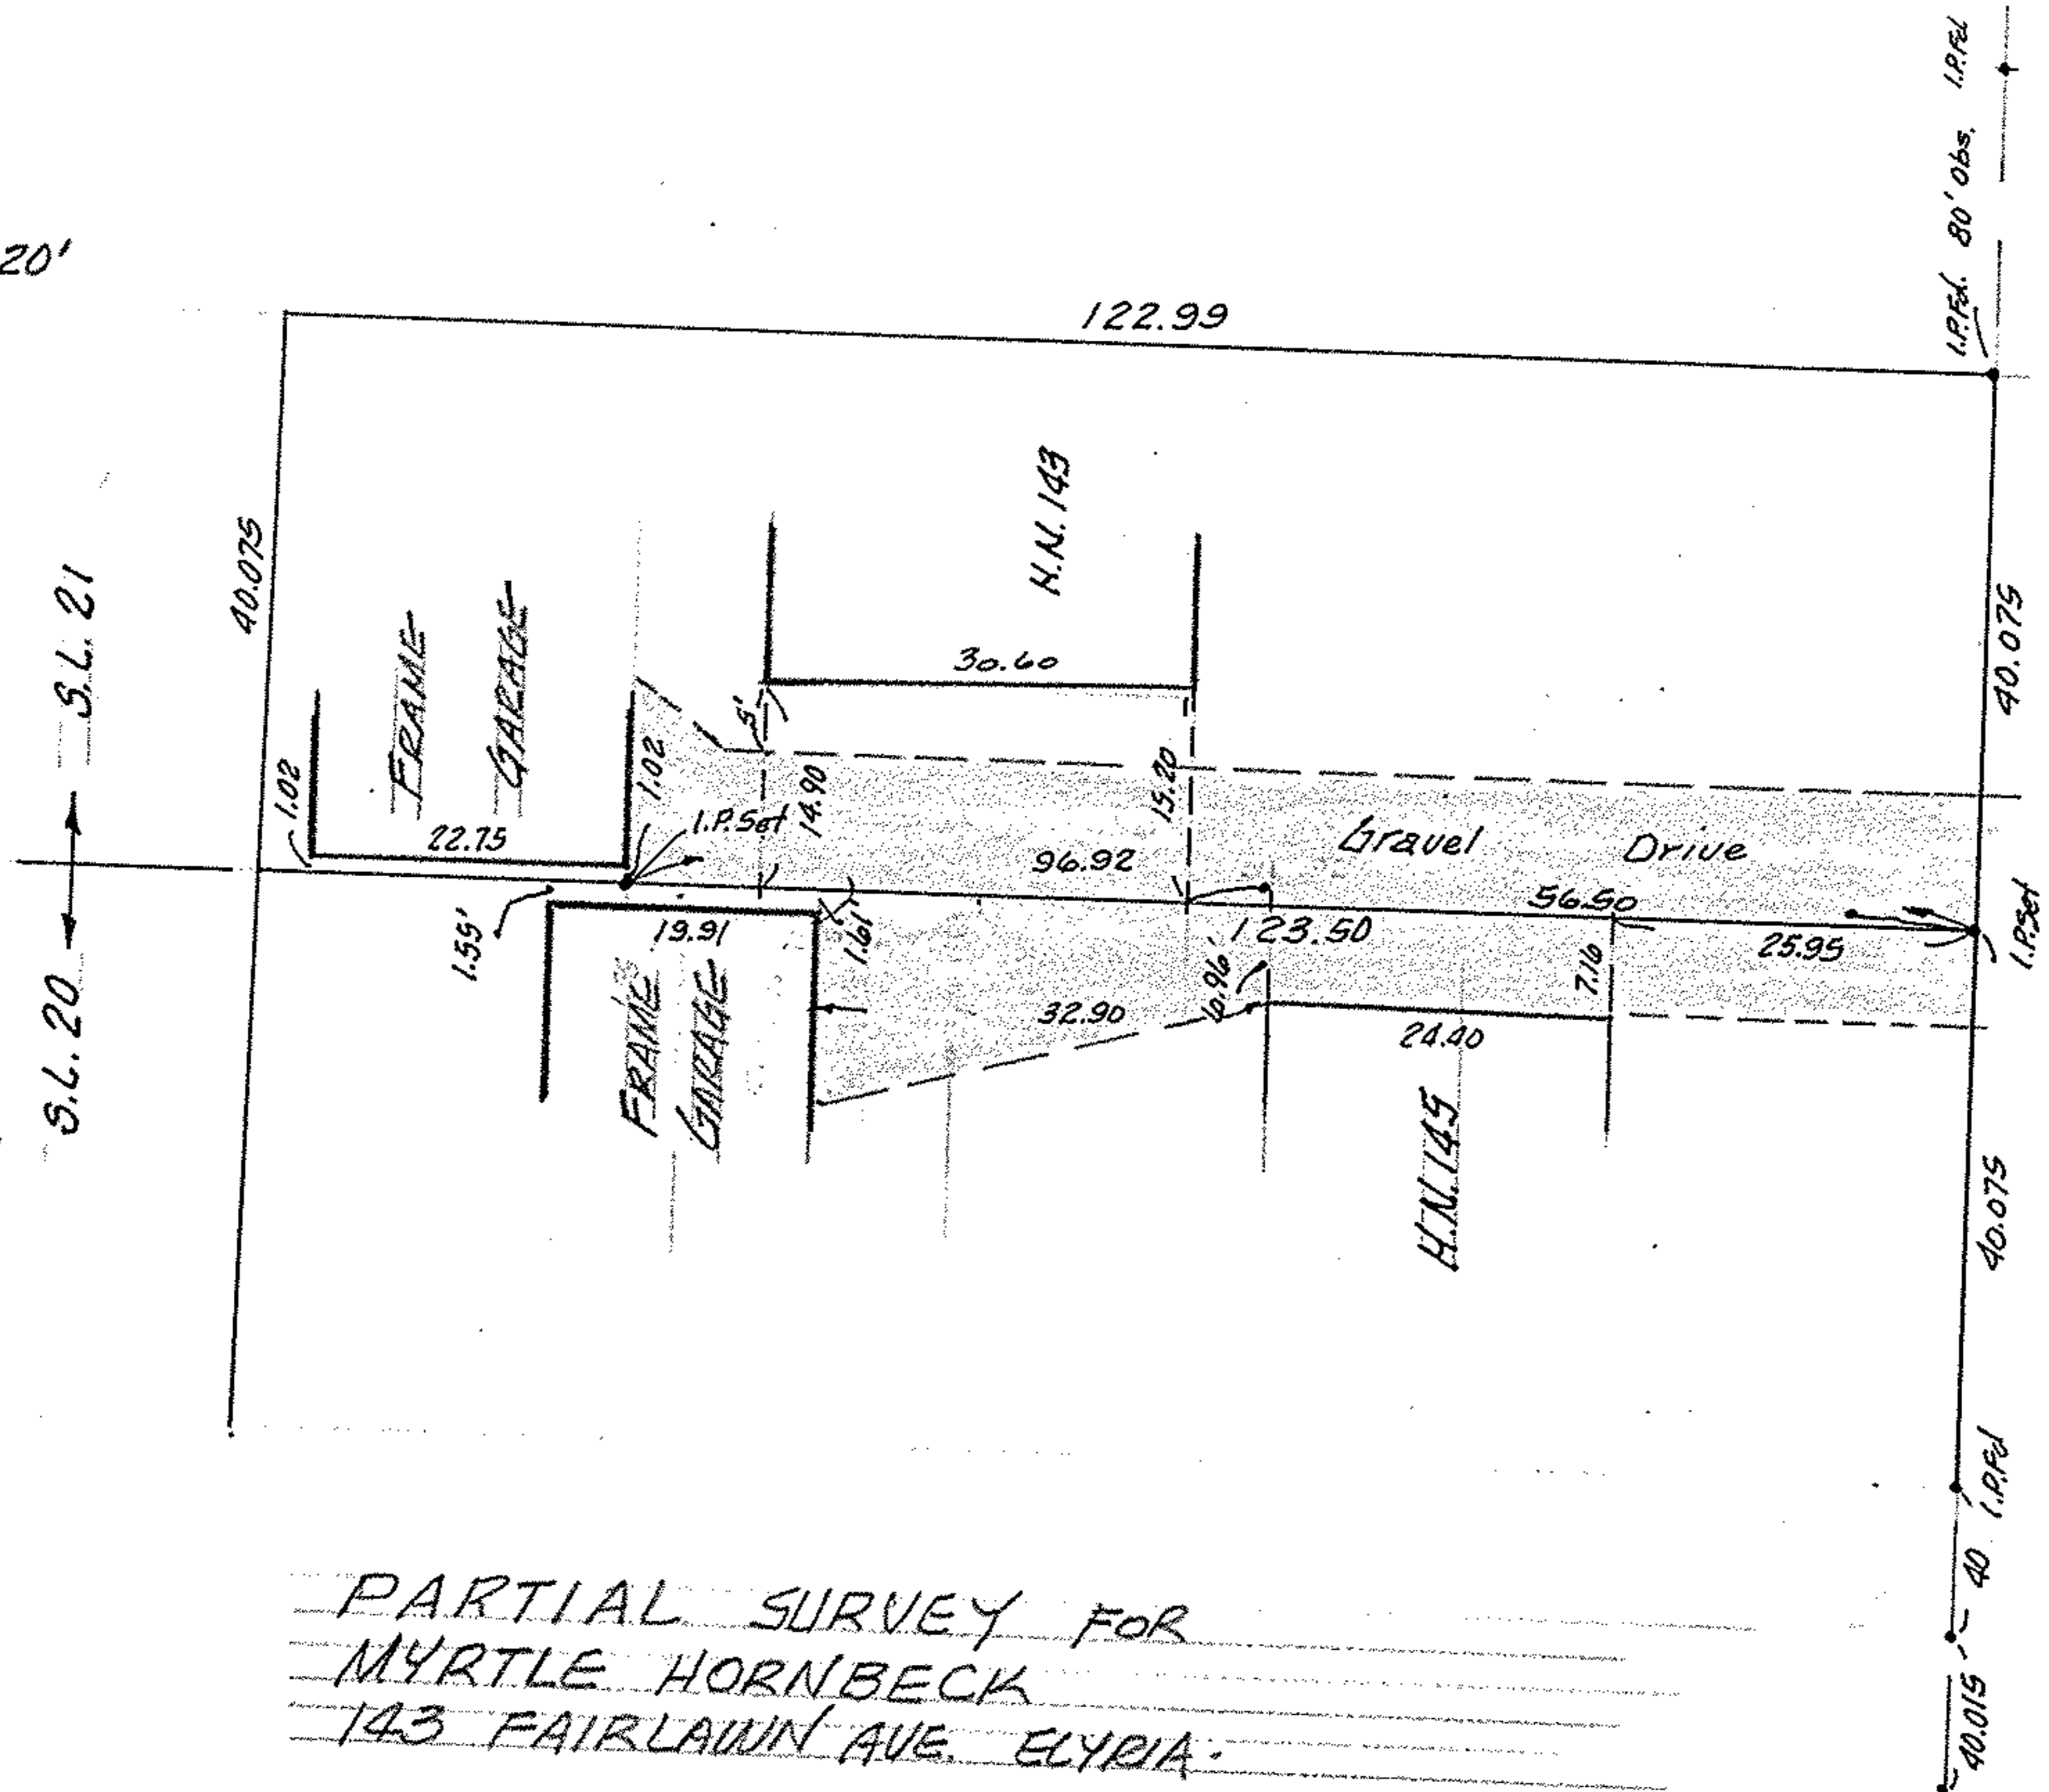 I.P.Fd. 80' Obs. I.P.Fd
20'
122.99
H.N. 143
40.075
S.L. 21
FRAME
GARAGE
30.60
40.075
5'
1.02
1.02
14.90
15.20
I.P.Set
22.75
Gravel Drive
96.92
56.50
1.55'
19.91
1.61'
123.50
25.95
I.P.Set
7.16
S.L. 20
FRAME
GARAGE
32.90
24.40
H.N. 145
40.075
I.P.Fd
40
40.015
PARTIAL SURVEY FOR
MYRTLE HORNBECK
143 FAIRLAWN AVE. ELYRIA.